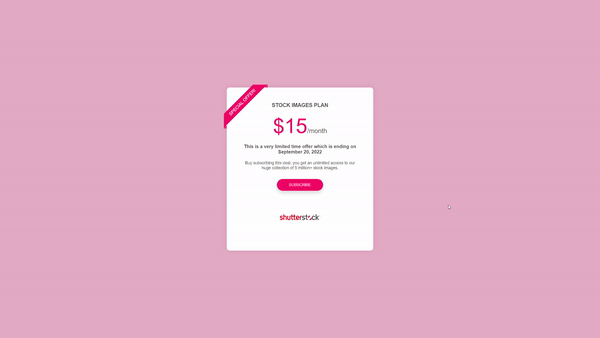 SPECIAL OFFER!
STOCK IMAGES PLAN
$15/month
This is a very limited time offer which is ending on
September 20, 2022
Buy subscribing this deal, you get an unlimited access to our
huge collection of 5 million+ stock images.
SUBSCRIBE
shutterstock